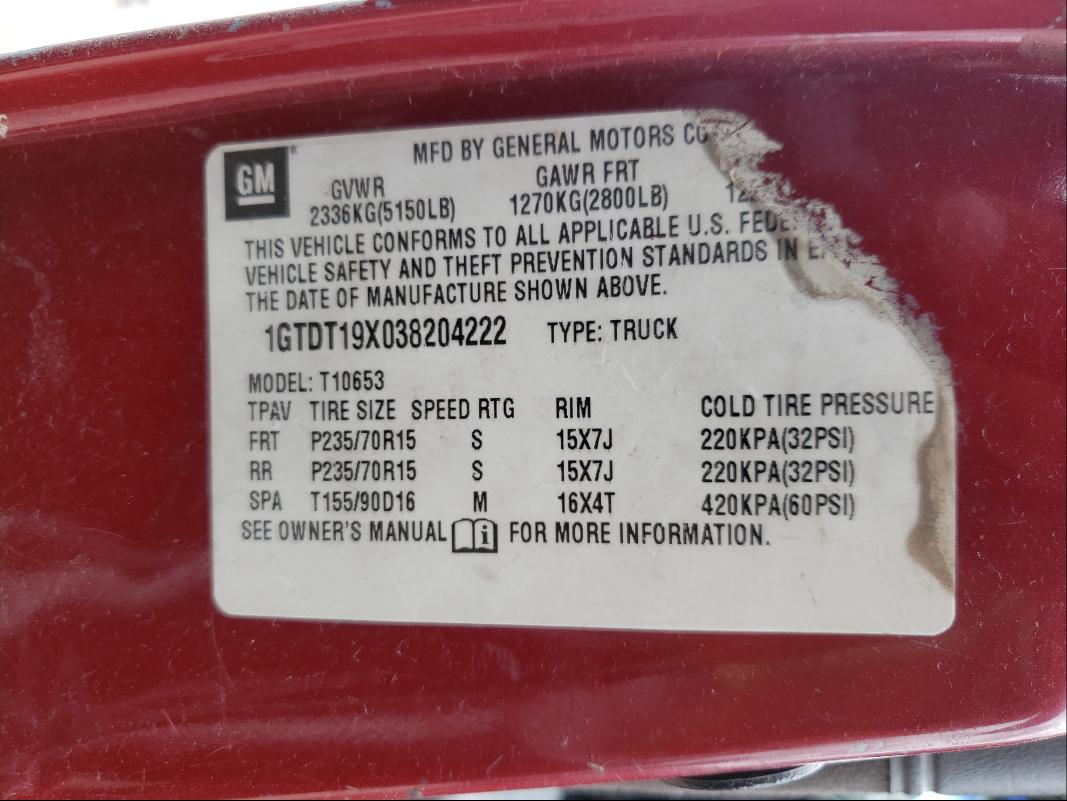 GM
MFD BY GENERAL MOTORS
GVWR GAWR FRT
2336KG(5150LB) 1270KG(2800LB)
THIS VEHICLE CONFORMS TO ALL APPLICABLE U.S.
VEHICLE SAFETY AND THEFT PREVENTION STANDARDS IN
THE DATE OF MANUFACTURE SHOWN ABOVE.
1GTDT19X038204222 TYPE: TRUCK
MODEL: T10653
TPAV TIRE SIZE SPEED RTG RIM COLD TIRE PRESSURE
FRT P235/70R15 S 15X7J 220KPA(32PSI)
RR P235/70R15 S 15X7J 220KPA(32PSI)
SPA T155/90D16 M 16X4T 420KPA(60PSI)
SEE OWNER'S MANUAL FOR MORE INFORMATION.